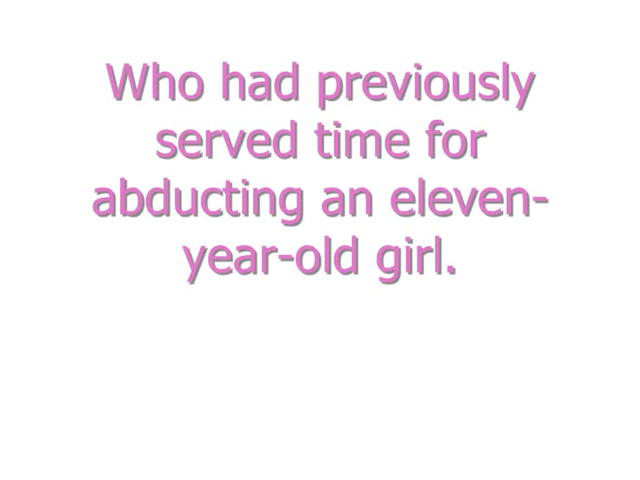 Who had previously
served time for
abducting an eleven-
year-old girl.